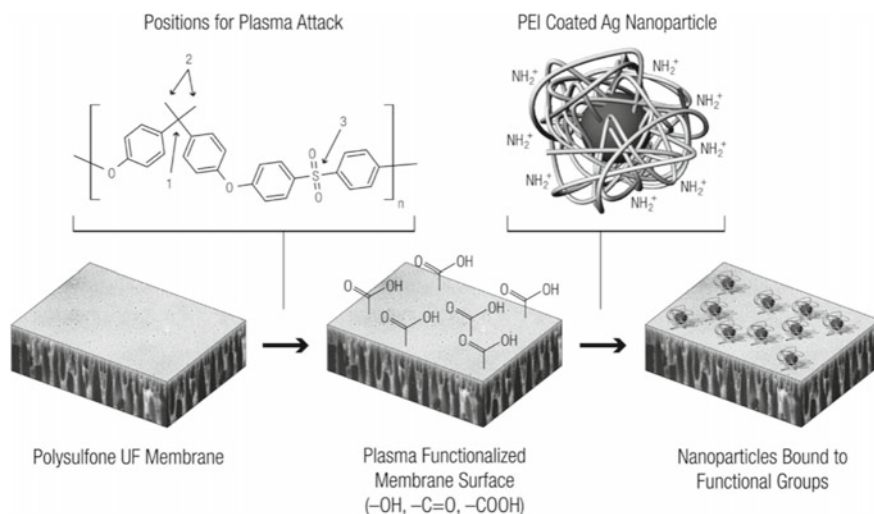 Positions for Plasma Attack
PEI Coated Ag Nanoparticle
2
3
1
O
O
S
O
O
n
NH₂⁺
NH₂⁺
NH₂⁺
NH₂⁺
NH₂⁺
NH₂⁺
NH₂⁺
NH₂⁺
NH₂⁺
O OH
O OH
O OH
O OH
O OH
O OH
Polysulfone UF Membrane
Plasma Functionalized
Membrane Surface
(–OH, –C=O, –COOH)
Nanoparticles Bound to
Functional Groups